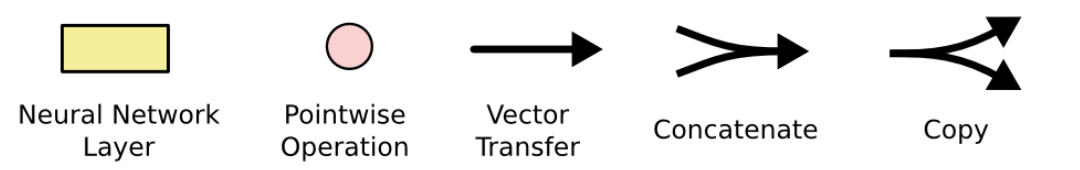 Neural Network
Layer
Pointwise
Operation
Vector
Transfer
Concatenate
Copy